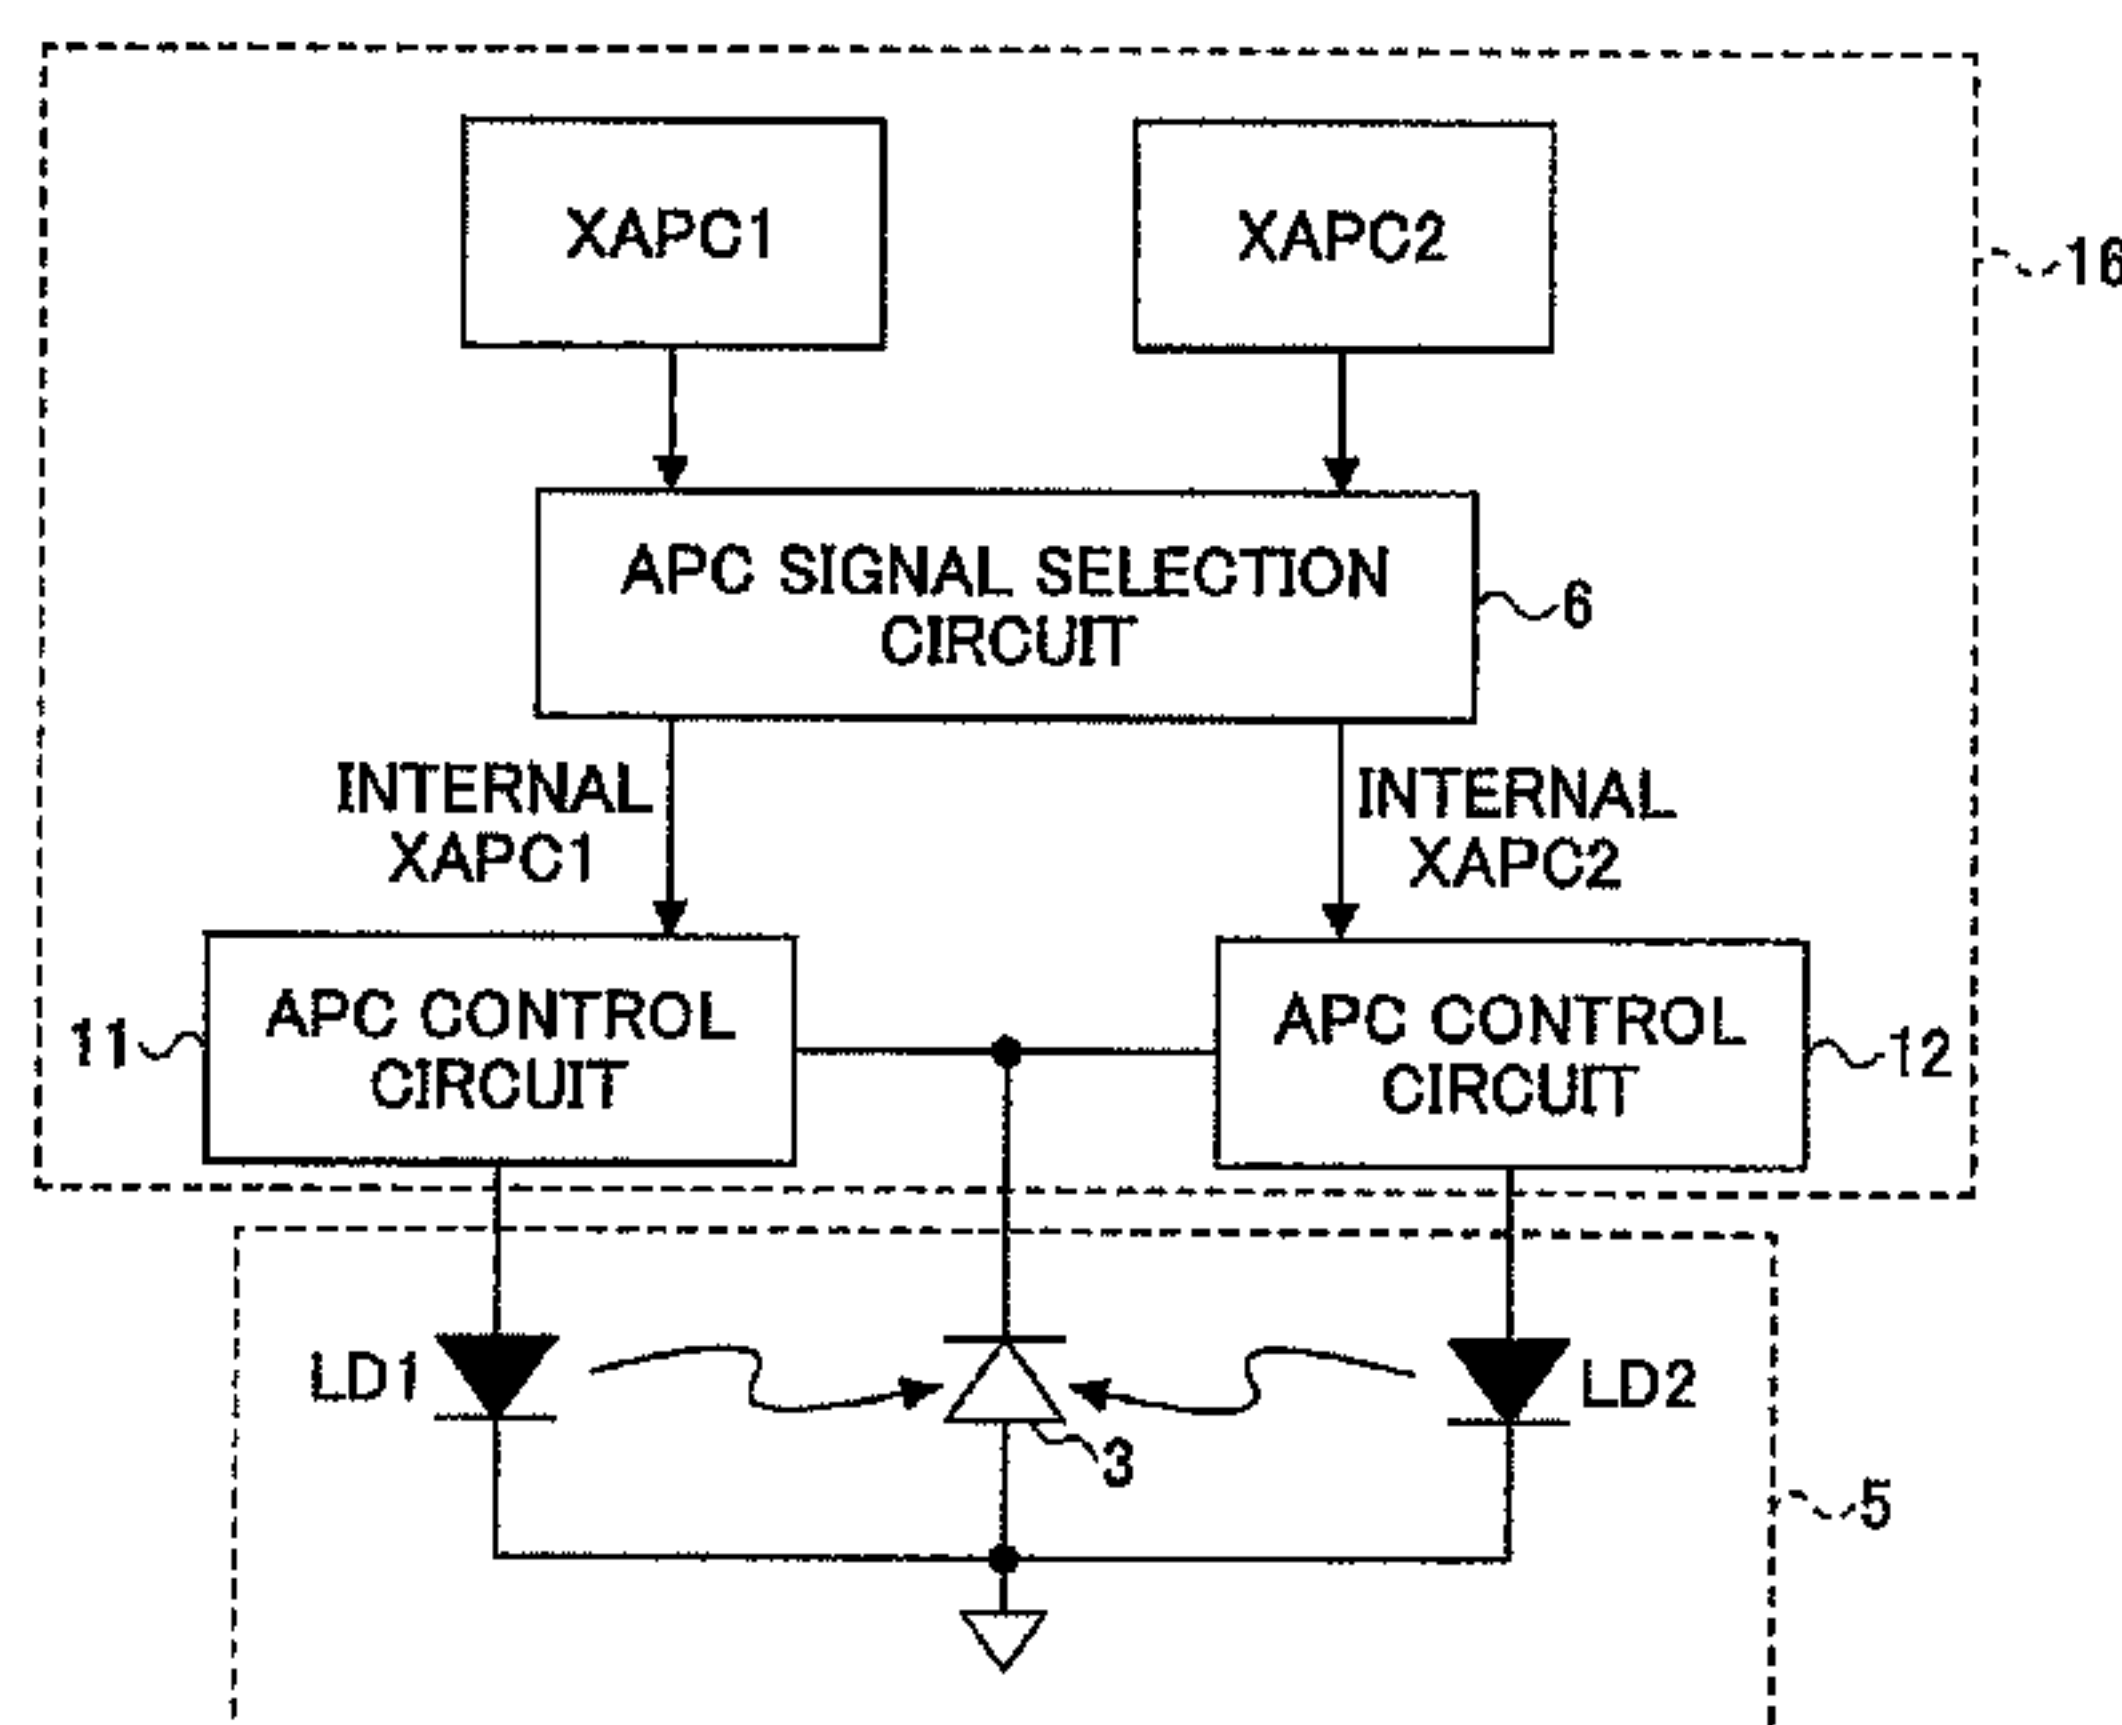 XAPC1
XAPC2
16
APC SIGNAL SELECTION
CIRCUIT
6
INTERNAL
XAPC1
INTERNAL
XAPC2
11
APC CONTROL
CIRCUIT
APC CONTROL
CIRCUIT
12
LD1
LD2
3
5